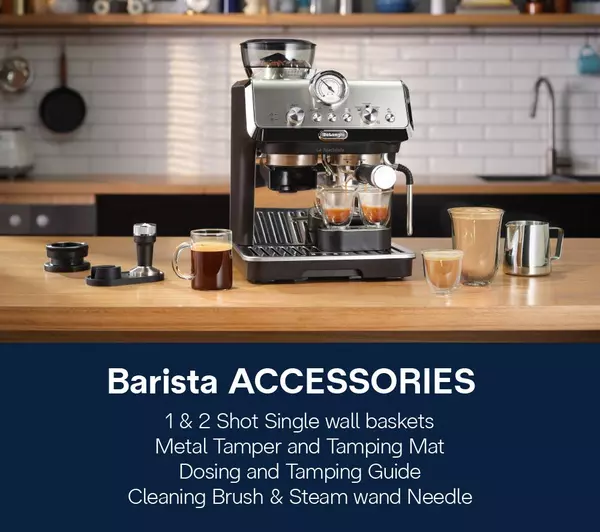 DeLonghi
Barista ACCESSORIES
1 & 2 Shot Single wall baskets
Metal Tamper and Tamping Mat
Dosing and Tamping Guide
Cleaning Brush & Steam wand Needle